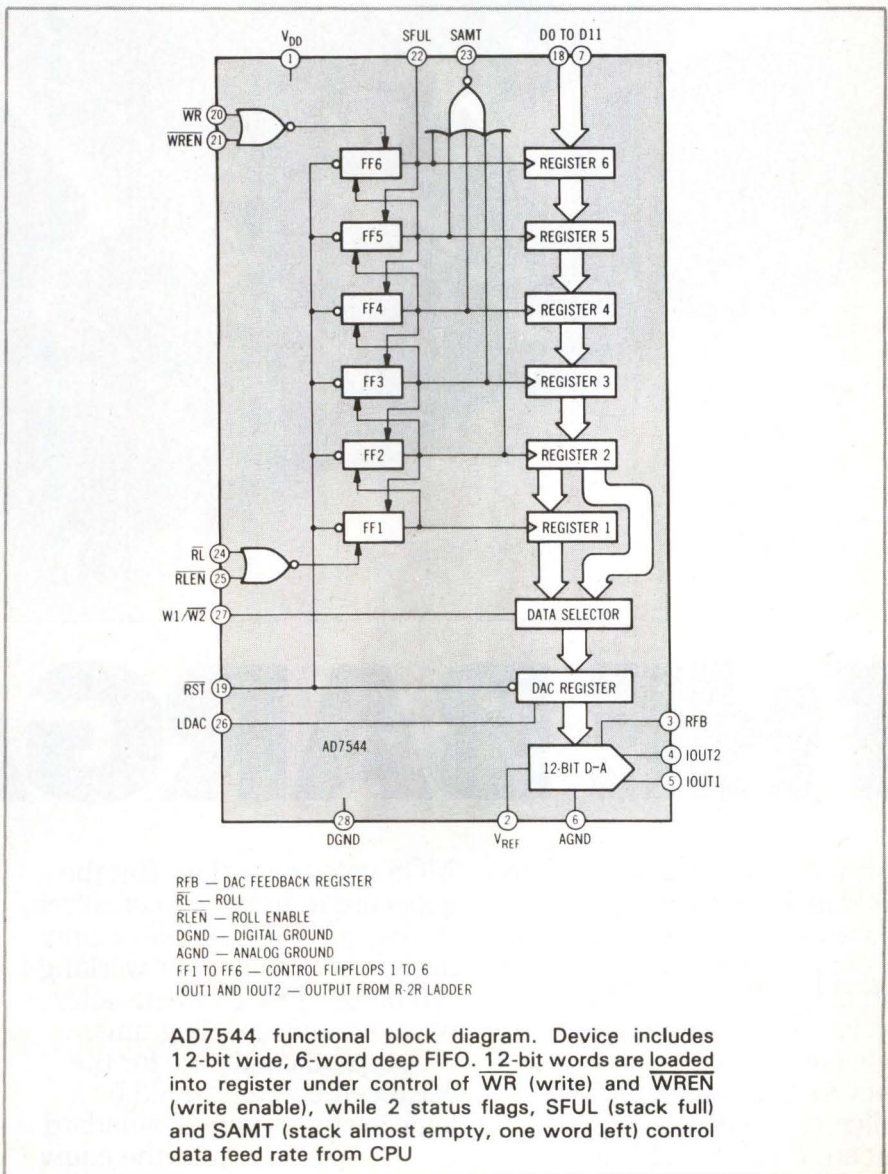 VDD
SFUL
SAMT
DO TO D11
1
22
23
18
7
WR
20
WREN
21
FF6
REGISTER 6
FF5
REGISTER 5
FF4
REGISTER 4
FF3
REGISTER 3
FF2
REGISTER 2
FF1
REGISTER 1
RL
24
RLEN
25
W1/W2
27
DATA SELECTOR
RST
19
DAC REGISTER
LDAC
26
3
RFB
AD7544
12-BIT D-A
4
IOUT2
5
IOUT1
28
2
6
DGND
VREF
AGND
RFB — DAC FEEDBACK REGISTER
RL — ROLL
RLEN — ROLL ENABLE
DGND — DIGITAL GROUND
AGND — ANALOG GROUND
FF1 TO FF6 — CONTROL FLIPFLOPS 1 TO 6
IOUT1 AND IOUT2 — OUTPUT FROM R-2R LADDER
AD7544 functional block diagram. Device includes
12-bit wide, 6-word deep FIFO. 12-bit words are loaded
into register under control of WR (write) and WREN
(write enable), while 2 status flags, SFUL (stack full)
and SAMT (stack almost empty, one word left) control
data feed rate from CPU